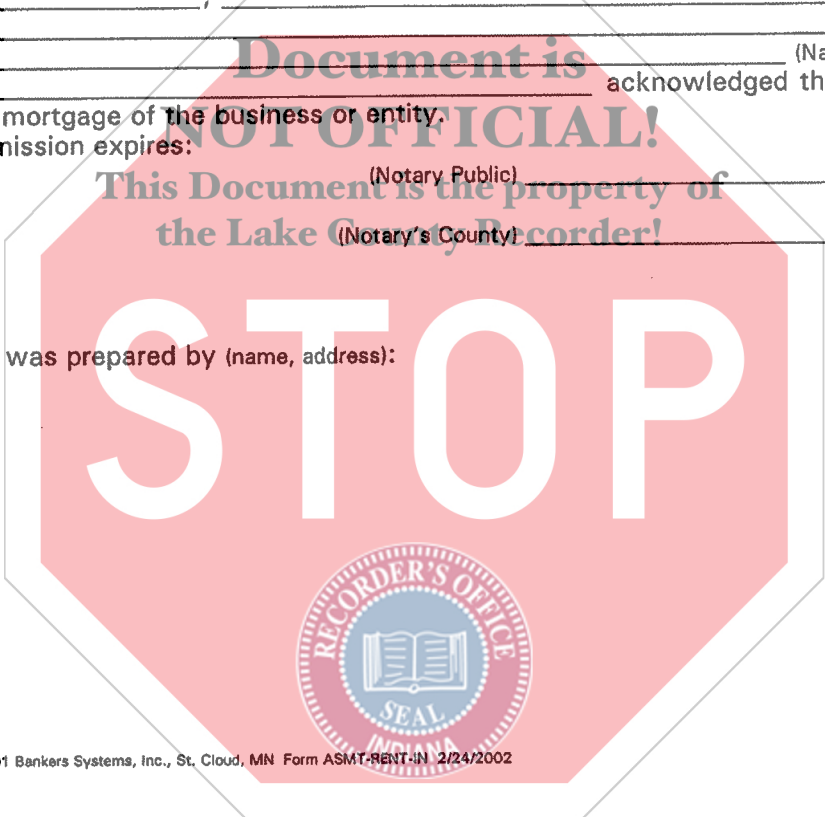 Document is
(Na
acknowledged th
mortgage of the business or entity.
NOT OFFICIAL!
nission expires:
(Notary Public)
This Document is the property of
the Lake County Recorder!
(Notary's County)
STOP
was prepared by (name, address):
RECORDER'S OFFICE
SEAL
INDIANA
1 Bankers Systems, Inc., St. Cloud, MN Form ASMT-RENT-IN 2/24/2002